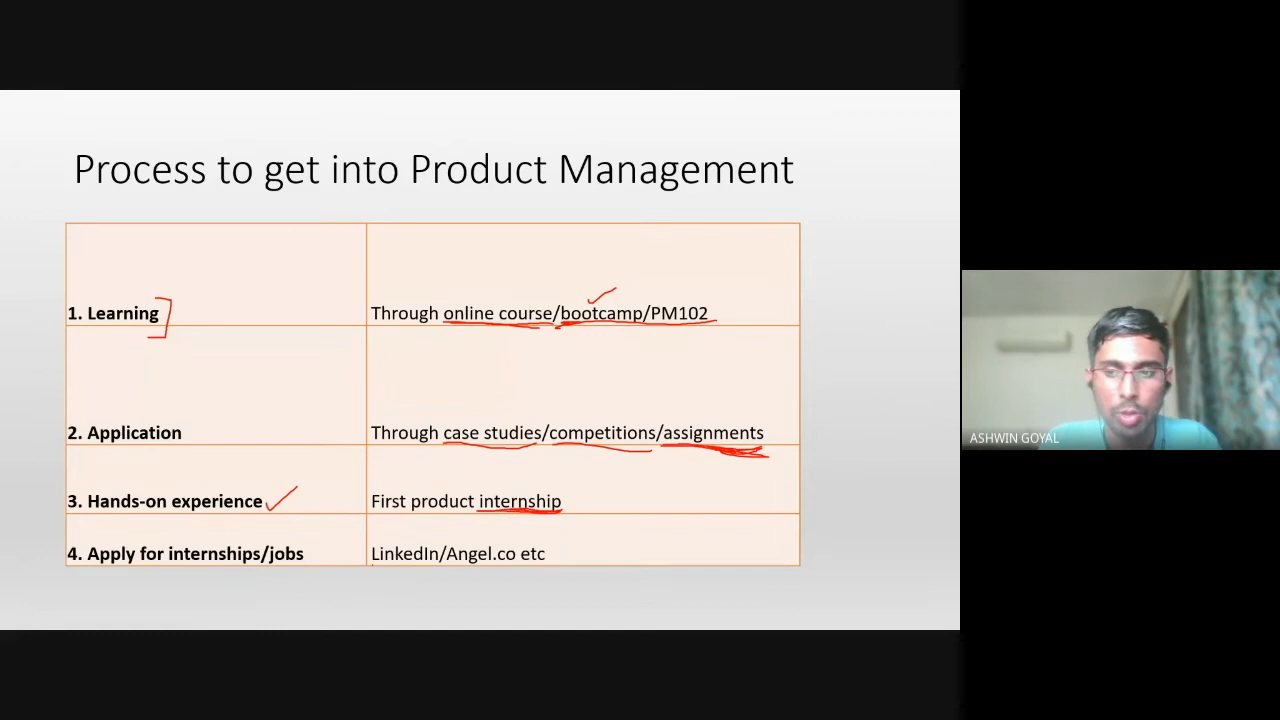 Process to get into Product Management
1. Learning
Through online course/bootcamp/PM102
2. Application
Through case studies/competitions/assignments
3. Hands-on experience
First product internship
4. Apply for internships/jobs
LinkedIn/Angel.co etc
ASHWIN GOYAL